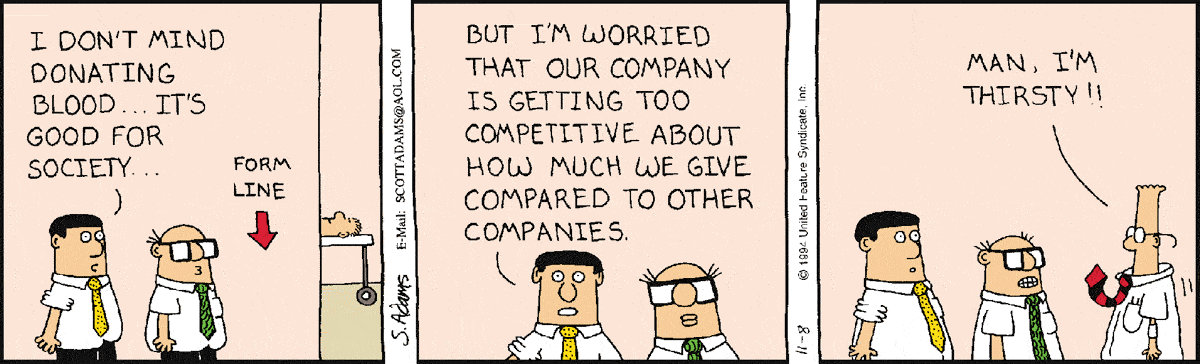 I DON'T MIND
DONATING
BLOOD... IT'S
GOOD FOR
SOCIETY...
FORM
LINE
S.Adams
E-Mail: SCOTTADAMS@AOL.COM
BUT I'M WORRIED
THAT OUR COMPANY
IS GETTING TOO
COMPETITIVE ABOUT
HOW MUCH WE GIVE
COMPARED TO OTHER
COMPANIES.
11-8
© 1994 United Feature Syndicate, Inc.
MAN, I'M
THIRSTY!!